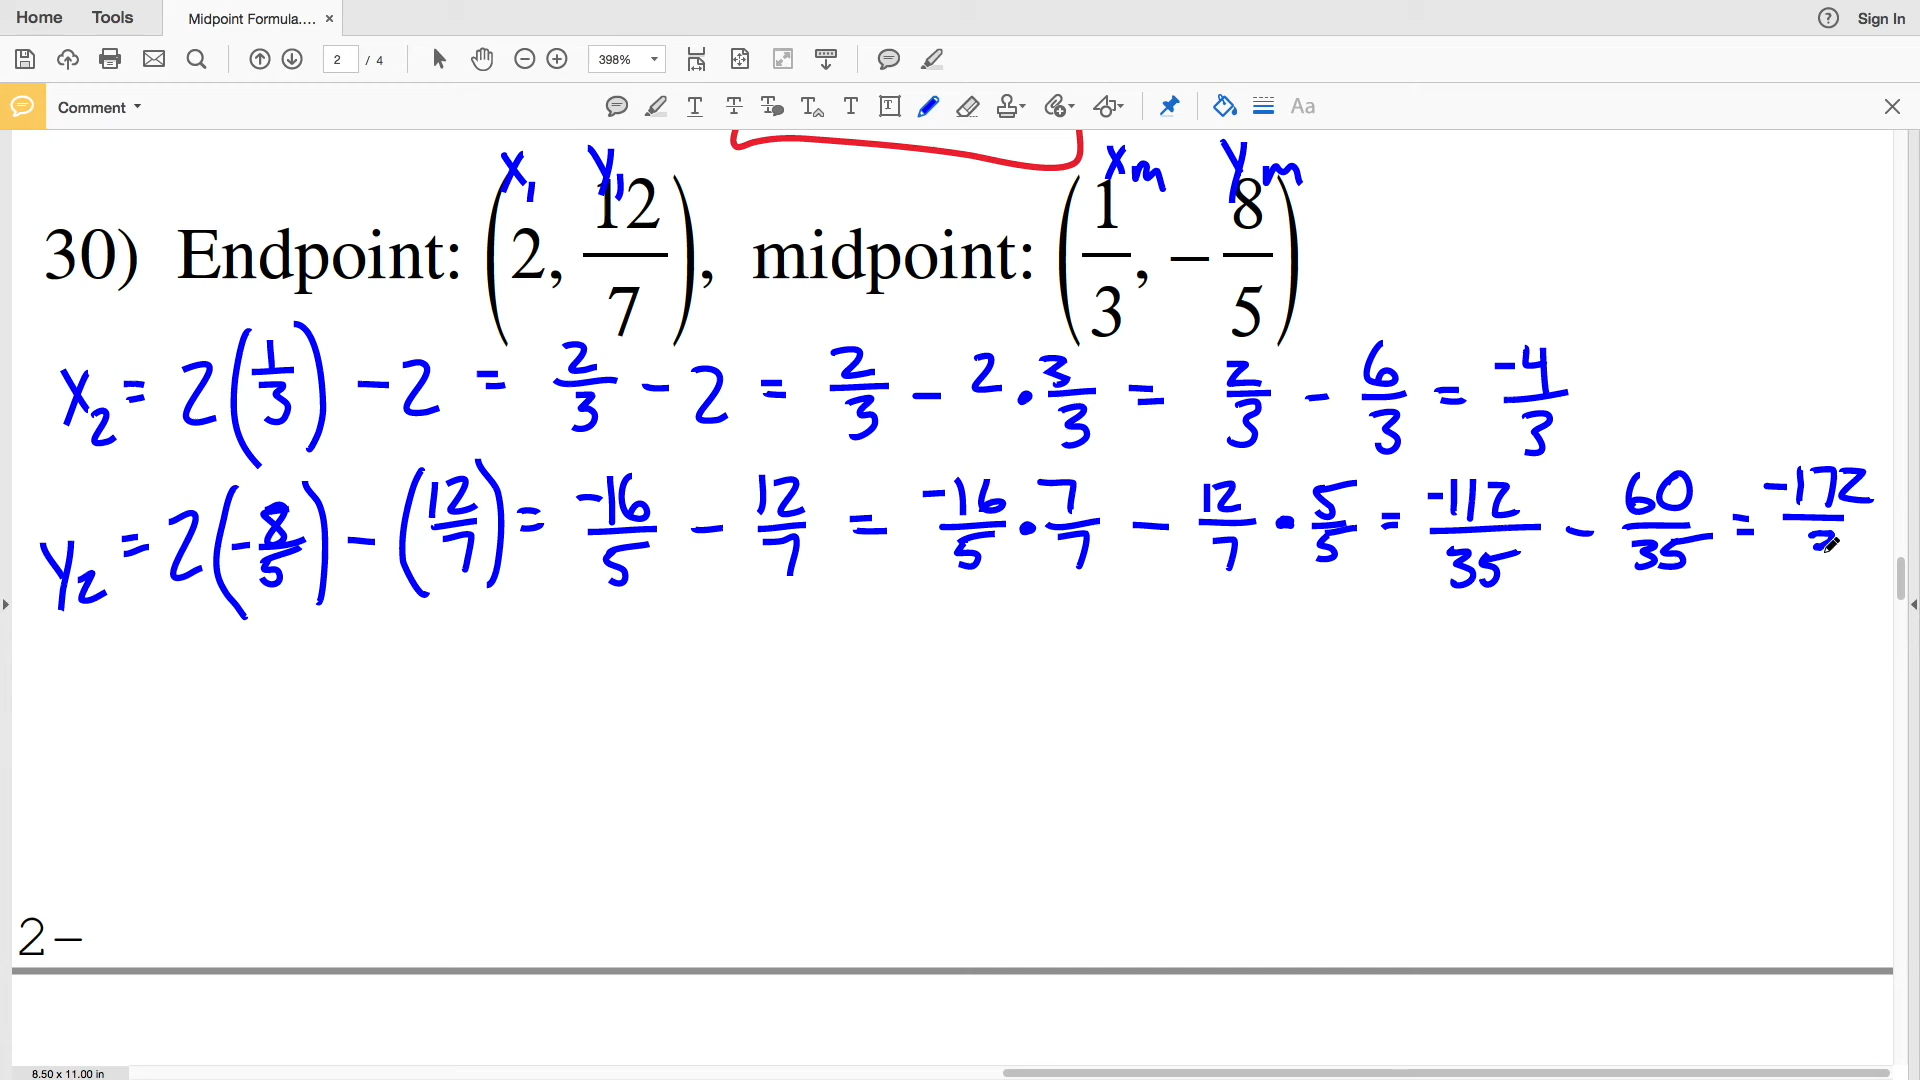 Home Tools Midpoint Formula.... × ? Sign In
2 / 4 398%
Comment T T T T T T Aa
x₁ y₁ xₘ yₘ
30) Endpoint: (2, 12/7), midpoint: (1/3, −8/5)
x₂ = 2(1/3) − 2 = 2/3 − 2 = 2/3 − 2 • 3/3 = 2/3 − 6/3 = -4/3
y₂ = 2(-8/5) − (12/7) = -16/5 − 12/7 = -16/5 • 7/7 − 12/7 • 5/5 = -112/35 − 60/35 = -172/3
2-
8.50 x 11.00 in